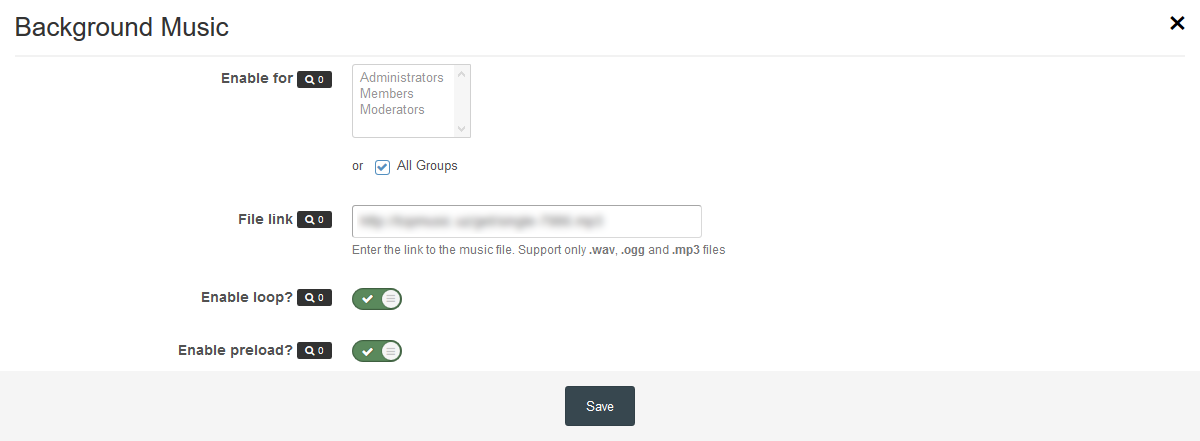 Background Music
Enable for 0
Administrators
Members
Moderators
or All Groups
File link 0
Enter the link to the music file. Support only .wav, .ogg and .mp3 files
Enable loop? 0
Enable preload? 0
Save